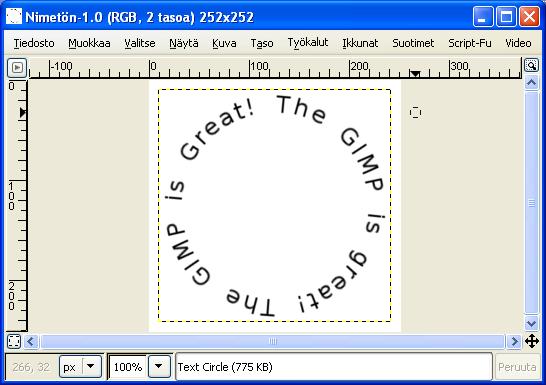 Nimetön-1.0 (RGB, 2 tasoa) 252x252
Tiedosto Muokkaa Valitse Näytä Kuva Taso Työkalut Ikkunat Suotimet Script-Fu Video
-100 0 100 200 300
0
100
200
The GIMP is great! The GIMP is Great!
266, 32 px 100% Text Circle (775 KB) Peruuta